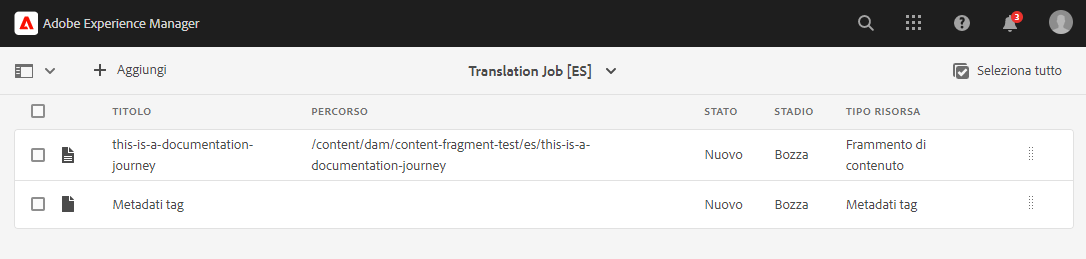 Adobe Experience Manager
3
Aggiungi
Translation Job [ES]
Seleziona tutto
TITOLO PERCORSO STATO STADIO TIPO RISORSA
this-is-a-documentation-
journey
/content/dam/content-fragment-test/es/this-is-a-
documentation-journey
Nuovo
Bozza
Frammento di
contenuto
Metadati tag
Nuovo
Bozza
Metadati tag